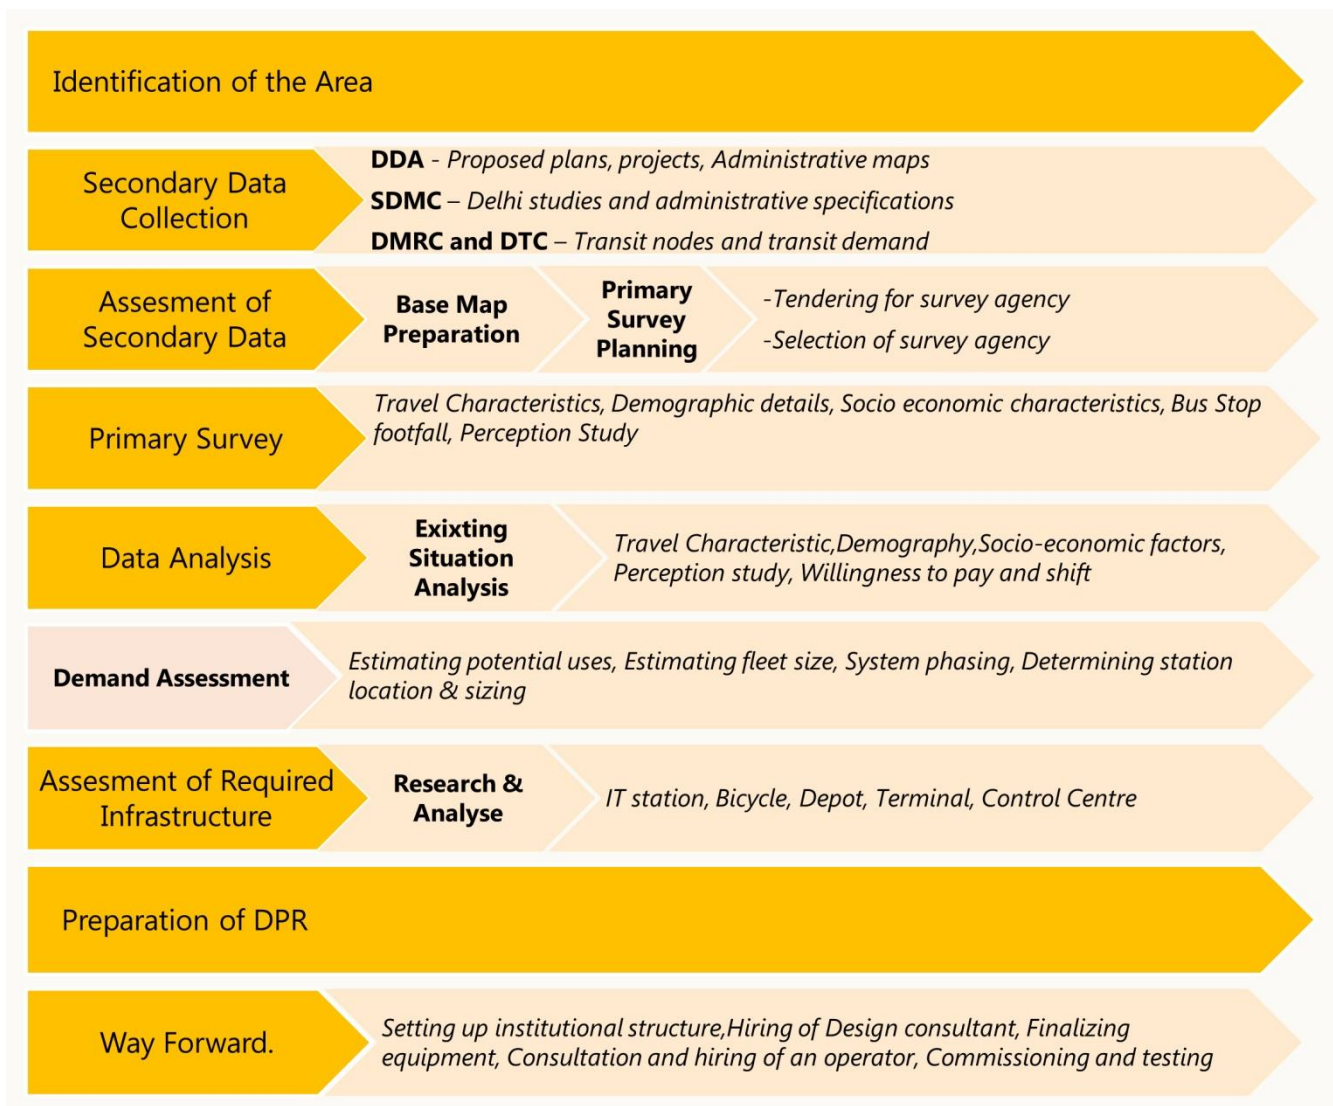 Identification of the Area
Secondary Data
Collection
DDA - Proposed plans, projects, Administrative maps
SDMC – Delhi studies and administrative specifications
DMRC and DTC – Transit nodes and transit demand
Assesment of
Secondary Data
Base Map
Preparation
Primary
Survey
Planning
-Tendering for survey agency
-Selection of survey agency
Primary Survey
Travel Characteristics, Demographic details, Socio economic characteristics, Bus Stop
footfall, Perception Study
Data Analysis
Exixting
Situation
Analysis
Travel Characteristic,Demography,Socio-economic factors,
Perception study, Willingness to pay and shift
Demand Assessment
Estimating potential uses, Estimating fleet size, System phasing, Determining station
location & sizing
Assesment of Required
Infrastructure
Research &
Analyse
IT station, Bicycle, Depot, Terminal, Control Centre
Preparation of DPR
Way Forward.
Setting up institutional structure,Hiring of Design consultant, Finalizing
equipment, Consultation and hiring of an operator, Commissioning and testing